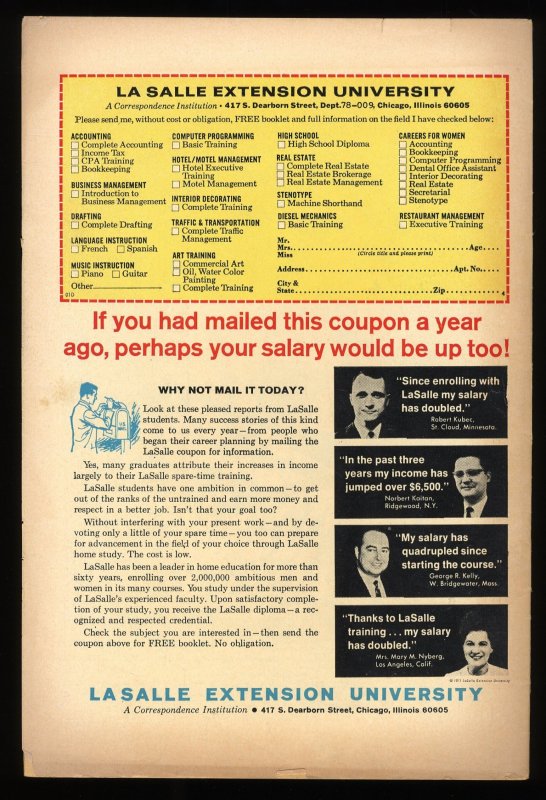 LA SALLE EXTENSION UNIVERSITY
A Correspondence Institution • 417 S. Dearborn Street, Dept.78-009, Chicago, Illinois 60605
Please send me, without cost or obligation, FREE booklet and full information on the field I have checked below:
ACCOUNTING
Complete Accounting
Income Tax
CPA Training
Bookkeeping
BUSINESS MANAGEMENT
Introduction to
Business Management
DRAFTING
Complete Drafting
LANGUAGE INSTRUCTION
French Spanish
MUSIC INSTRUCTION
Piano Guitar
Other
010
COMPUTER PROGRAMMING
Basic Training
HOTEL/MOTEL MANAGEMENT
Hotel Executive
Training
Motel Management
INTERIOR DECORATING
Complete Training
TRAFFIC & TRANSPORTATION
Complete Traffic
Management
ART TRAINING
Commercial Art
Oil, Water Color
Painting
Complete Training
HIGH SCHOOL
High School Diploma
REAL ESTATE
Complete Real Estate
Real Estate Brokerage
Real Estate Management
STENOTYPE
Machine Shorthand
DIESEL MECHANICS
Basic Training
CAREERS FOR WOMEN
Accounting
Bookkeeping
Computer Programming
Dental Office Assistant
Interior Decorating
Real Estate
Secretarial
Stenotype
RESTAURANT MANAGEMENT
Executive Training
Mr.
Mrs. Age
Miss (Circle title and please print)
Address Apt. No.
City &
State Zip
If you had mailed this coupon a year
ago, perhaps your salary would be up too!
WHY NOT MAIL IT TODAY?
Look at these pleased reports from LaSalle
students. Many success stories of this kind
come to us every year—from people who
began their career planning by mailing the
LaSalle coupon for information.
Yes, many graduates attribute their increases in income
largely to their LaSalle spare-time training.
LaSalle students have one ambition in common—to get
out of the ranks of the untrained and earn more money and
respect in a better job. Isn't that your goal too?
Without interfering with your present work—and by de-
voting only a little of your spare time—you too can prepare
for advancement in the field of your choice through LaSalle
home study. The cost is low.
LaSalle has been a leader in home education for more than
sixty years, enrolling over 2,000,000 ambitious men and
women in its many courses. You study under the supervision
of LaSalle's experienced faculty. Upon satisfactory comple-
tion of your study, you receive the LaSalle diploma—a rec-
ognized and respected credential.
Check the subject you are interested in—then send the
coupon above for FREE booklet. No obligation.
"Since enrolling with
LaSalle my salary
has doubled."
Robert Kubec,
St. Cloud, Minnesota.
"In the past three
years my income has
jumped over $6,500."
Norbert Kaitan,
Ridgewood, N.Y.
"My salary has
quadrupled since
starting the course."
George R. Kelly,
W. Bridgewater, Mass.
"Thanks to LaSalle
training . . . my salary
has doubled."
Mrs. Mary M. Nyberg,
Los Angeles, Calif.
LASALLE EXTENSION UNIVERSITY
A Correspondence Institution ● 417 S. Dearborn Street, Chicago, Illinois 60605